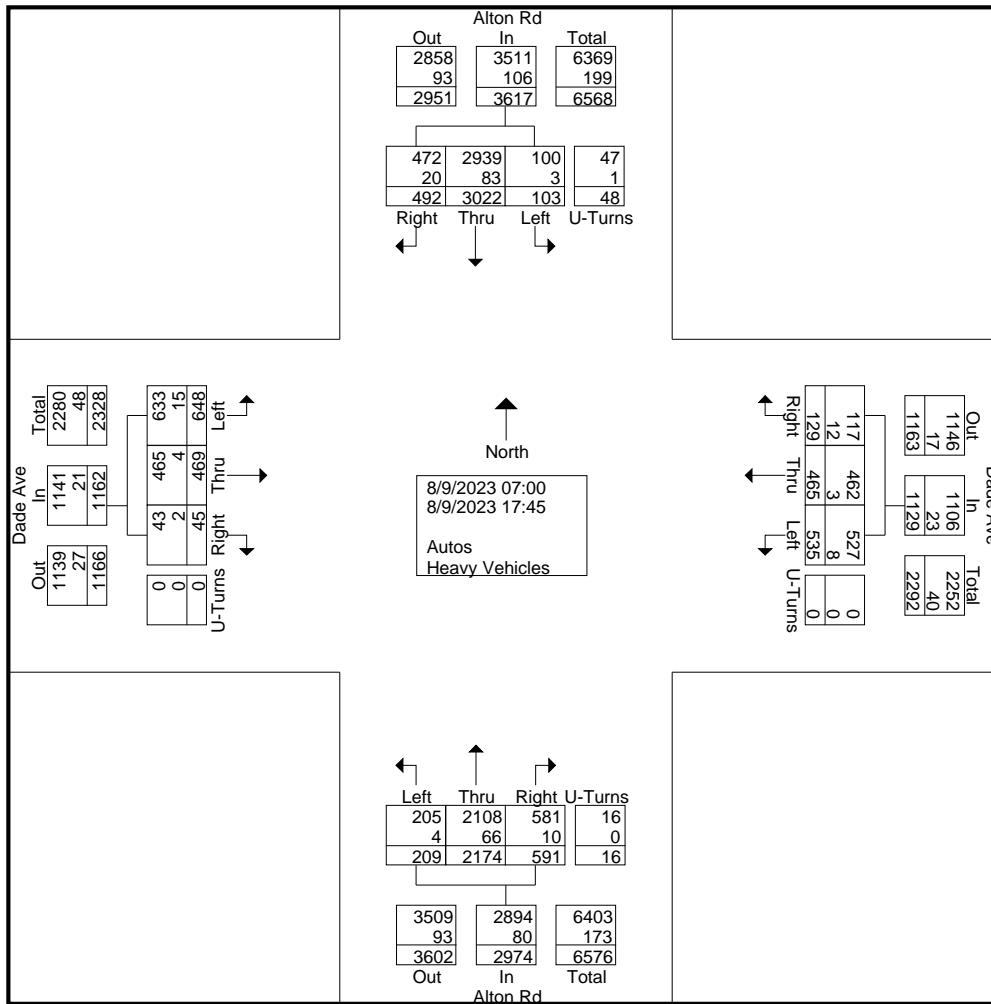 Alton Rd
Out In Total
2858 3511 6369
93 106 199
2951 3617 6568
472 2939 100 47
20 83 3 1
492 3022 103 48
Right Thru Left U-Turns
Dade Ave
Total In Out
2280 1141 1139
48 21 27
2328 1162 1166
633 465 43 0
15 4 2 0
648 469 45 0
Left Thru Right U-Turns
North
8/9/2023 07:00
8/9/2023 17:45
Autos
Heavy Vehicles
Right Thru Left U-Turns
117 462 527 0
12 3 8 0
129 465 535 0
Out In Total
1146 1106 2252
17 23 40
1163 1129 2292
Dade Ave
Left Thru Right U-Turns
205 2108 581 16
4 66 10 0
209 2174 591 16
3509 2894 6403
93 80 173
3602 2974 6576
Out In Total
Alton Rd